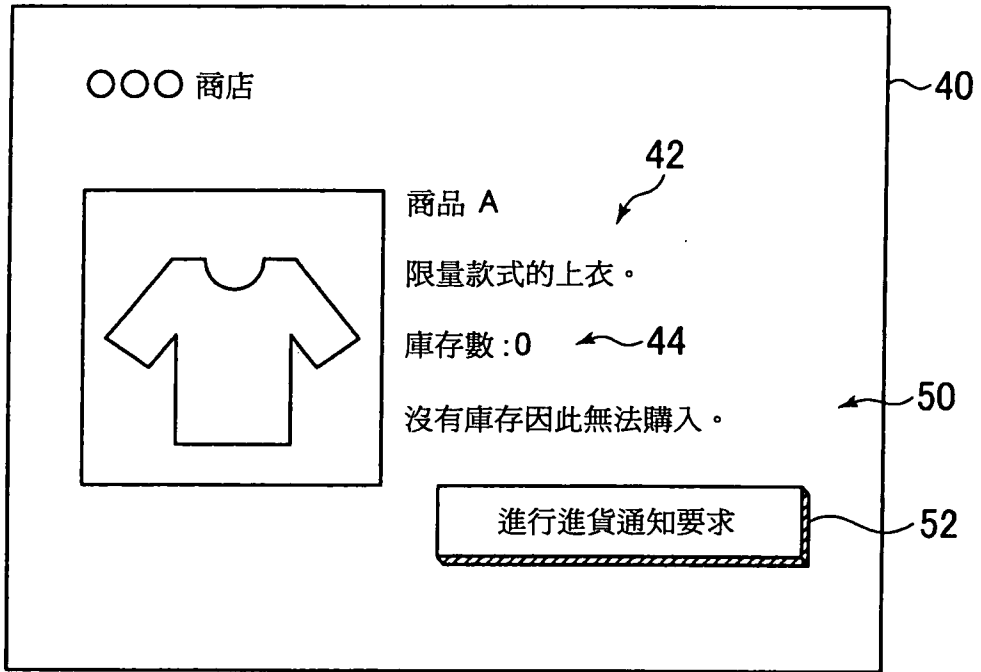 ○○○ 商店
40
42
商品 A
限量款式的上衣。
庫存數:0
44
50
沒有庫存因此無法購入。
進行進貨通知要求
52